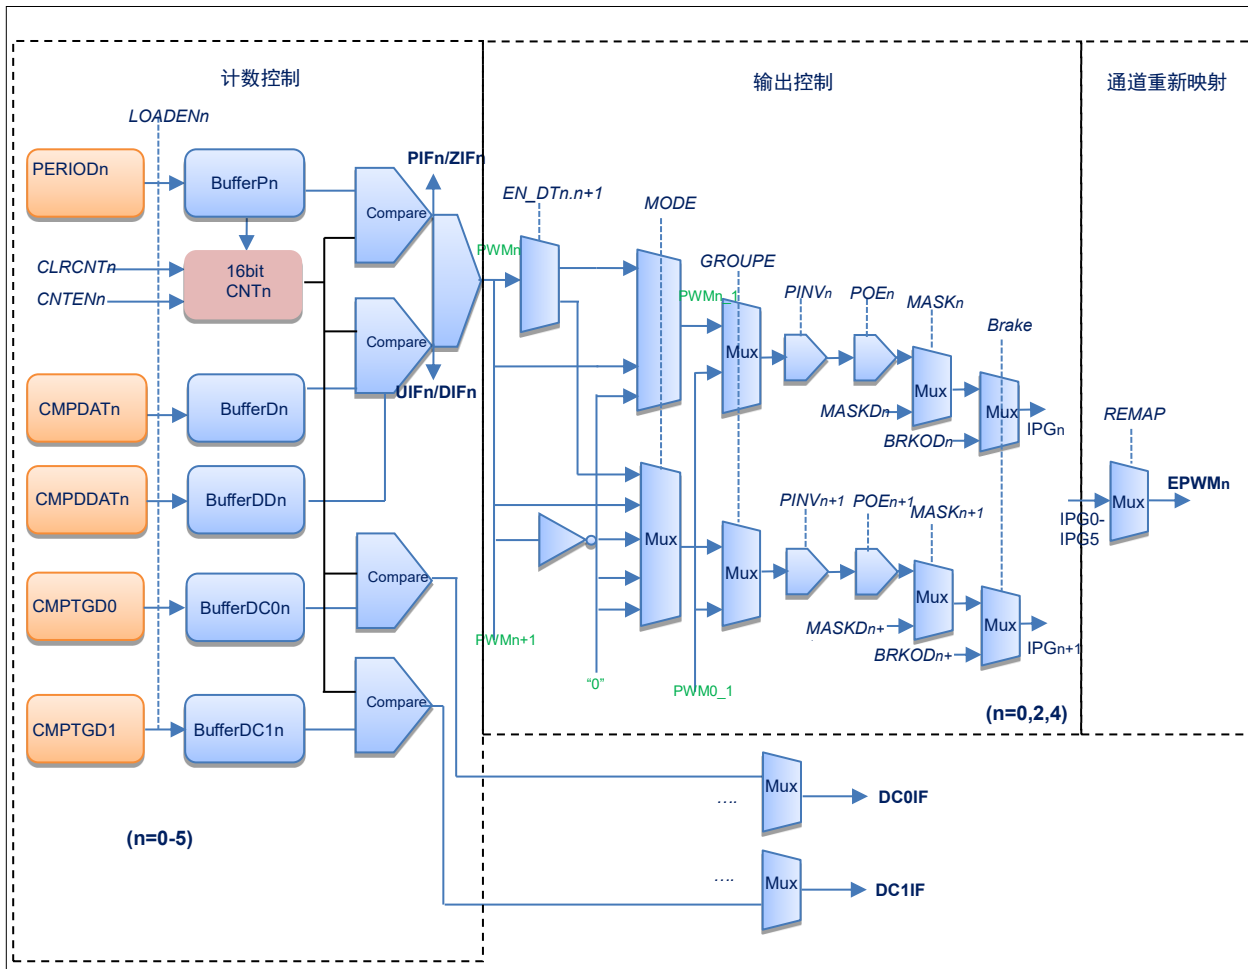 计数控制
输出控制
通道重新映射
LOADENn
PERIODn
BufferPn
Compare
PIFn/ZIFn
CLRCNTn
CNTENn
16bit
CNTn
Compare
UIFn/DIFn
CMPDATn
BufferDn
CMPDDATn
BufferDDn
CMPTGD0
BufferDC0n
Compare
CMPTGD1
BufferDC1n
Compare
(n=0-5)
EN_DTn.n+1
MODE
PWMn
GROUPE
PWMn_1
Mux
PINVn
POEn
MASKn
Brake
Mux
MASKDn
Mux
BRKODn
IPGn
Mux
PWMn+1
"0"
PWM0_1
Mux
PINVn+1
POEn+1
MASKn+1
Mux
MASKDn+
Mux
BRKODn+
IPGn+1
(n=0,2,4)
REMAP
Mux
EPWMn
IPG0-
IPG5
Mux
....
DC0IF
Mux
....
DC1IF